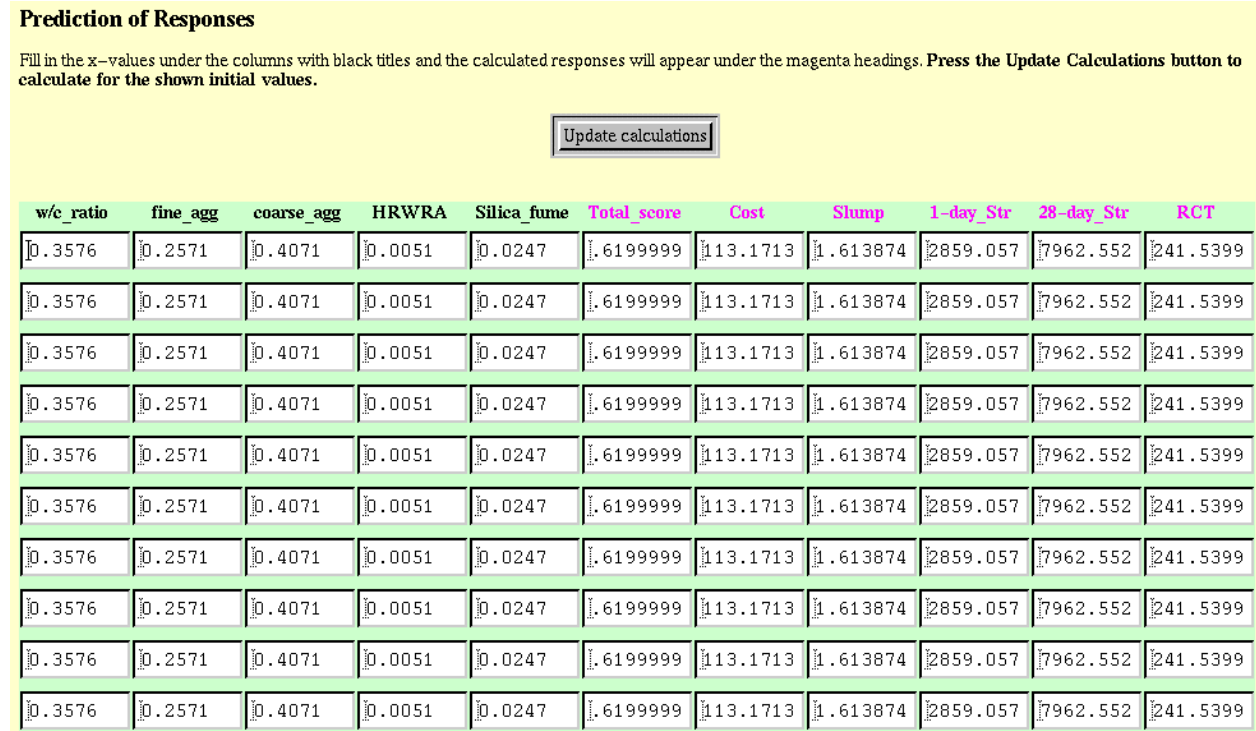 Prediction of Responses
Fill in the x-values under the columns with black titles and the calculated responses will appear under the magenta headings. Press the Update Calculations button to
calculate for the shown initial values.
Update calculations
w/c_ratio fine_agg coarse_agg HRWRA Silica_fume Total_score Cost Slump 1-day_Str 28-day_Str RCT
0.3576 0.2571 0.4071 0.0051 0.0247 .6199999 113.1713 1.613874 2859.057 7962.552 241.5399
0.3576 0.2571 0.4071 0.0051 0.0247 .6199999 113.1713 1.613874 2859.057 7962.552 241.5399
0.3576 0.2571 0.4071 0.0051 0.0247 .6199999 113.1713 1.613874 2859.057 7962.552 241.5399
0.3576 0.2571 0.4071 0.0051 0.0247 .6199999 113.1713 1.613874 2859.057 7962.552 241.5399
0.3576 0.2571 0.4071 0.0051 0.0247 .6199999 113.1713 1.613874 2859.057 7962.552 241.5399
0.3576 0.2571 0.4071 0.0051 0.0247 .6199999 113.1713 1.613874 2859.057 7962.552 241.5399
0.3576 0.2571 0.4071 0.0051 0.0247 .6199999 113.1713 1.613874 2859.057 7962.552 241.5399
0.3576 0.2571 0.4071 0.0051 0.0247 .6199999 113.1713 1.613874 2859.057 7962.552 241.5399
0.3576 0.2571 0.4071 0.0051 0.0247 .6199999 113.1713 1.613874 2859.057 7962.552 241.5399
0.3576 0.2571 0.4071 0.0051 0.0247 .6199999 113.1713 1.613874 2859.057 7962.552 241.5399